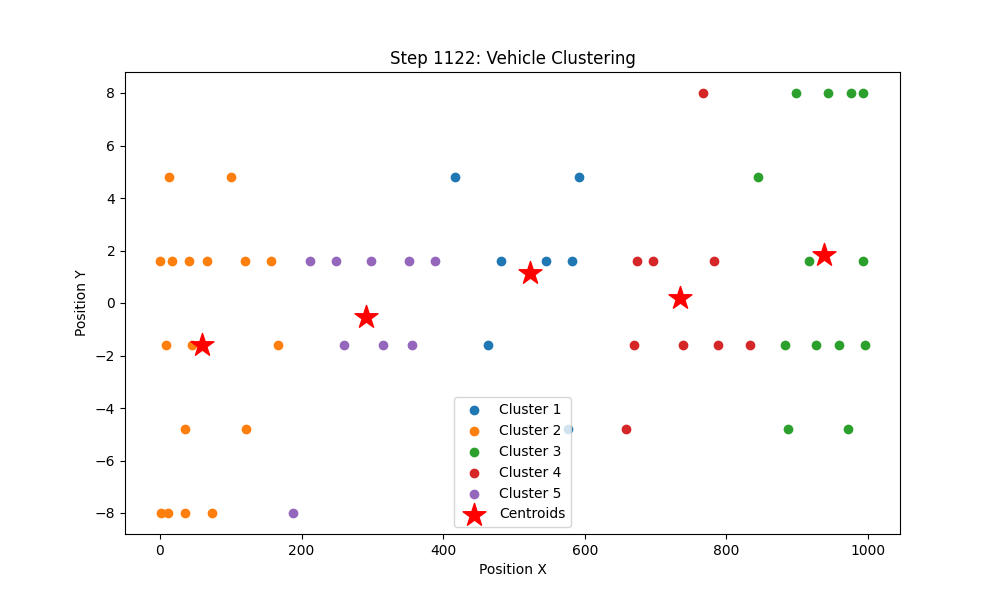 Step 1122: Vehicle Clustering
Position Y
8
6
4
2
0
−2
−4
−6
−8
Cluster 1
Cluster 2
Cluster 3
Cluster 4
Cluster 5
Centroids
0
200
400
600
800
1000
Position X